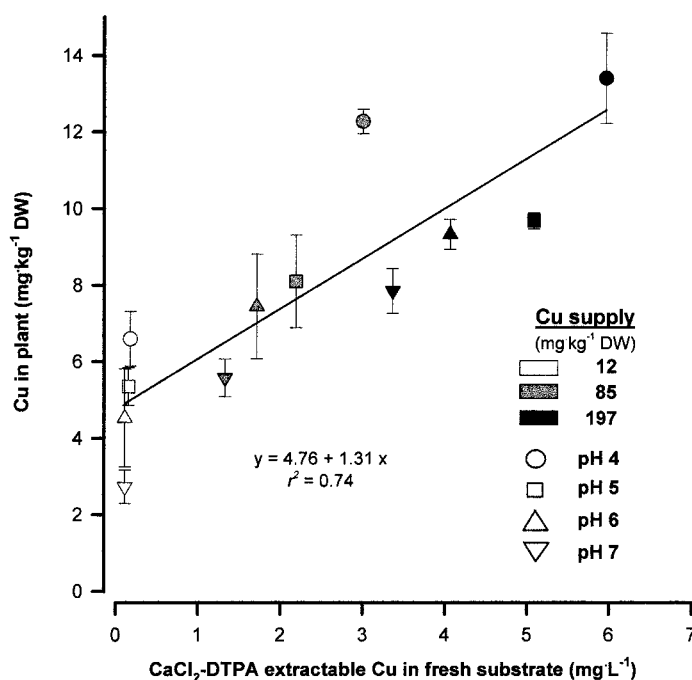 14
12
10
8
6
4
2
0
Cu in plant (mg·kg⁻¹ DW)
Cu supply
(mg kg⁻¹ DW)
12
85
197
pH 4
pH 5
pH 6
pH 7
y = 4.76 + 1.31 x
r² = 0.74
0 1 2 3 4 5 6 7
CaCl₂-DTPA extractable Cu in fresh substrate (mg·L⁻¹)